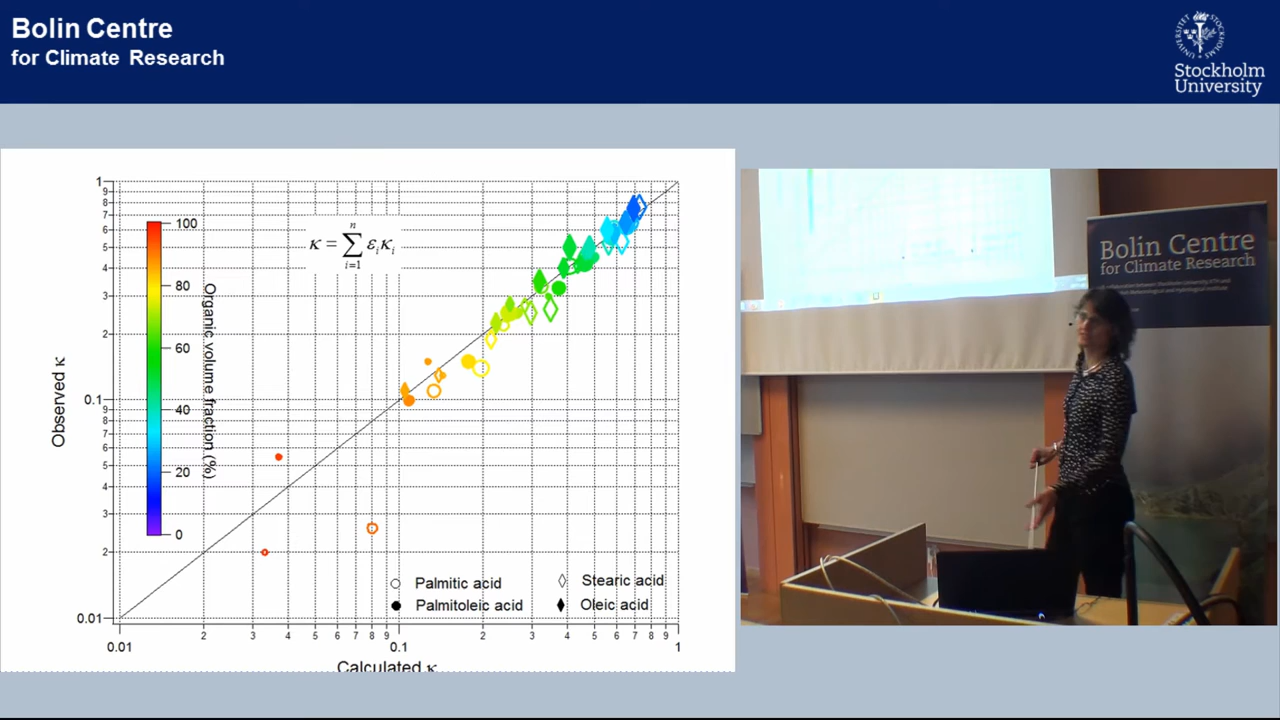 Bolin Centre
for Climate Research
Stockholm
University
1
9
8
7
6
5
4
3
2
0.1
9
8
7
6
5
4
3
2
0.01
Observed κ
100
80
60
40
20
0
Organic volume fraction (%)
κ = ∑ εᵢκᵢ
n
i=1
Palmitic acid
Stearic acid
Palmitoleic acid
Oleic acid
0.01
2
3
4
5
6
7
8
9
0.1
2
3
4
5
6
7
8
9
1
Calculated κ
Bolin Centre
for Climate Research